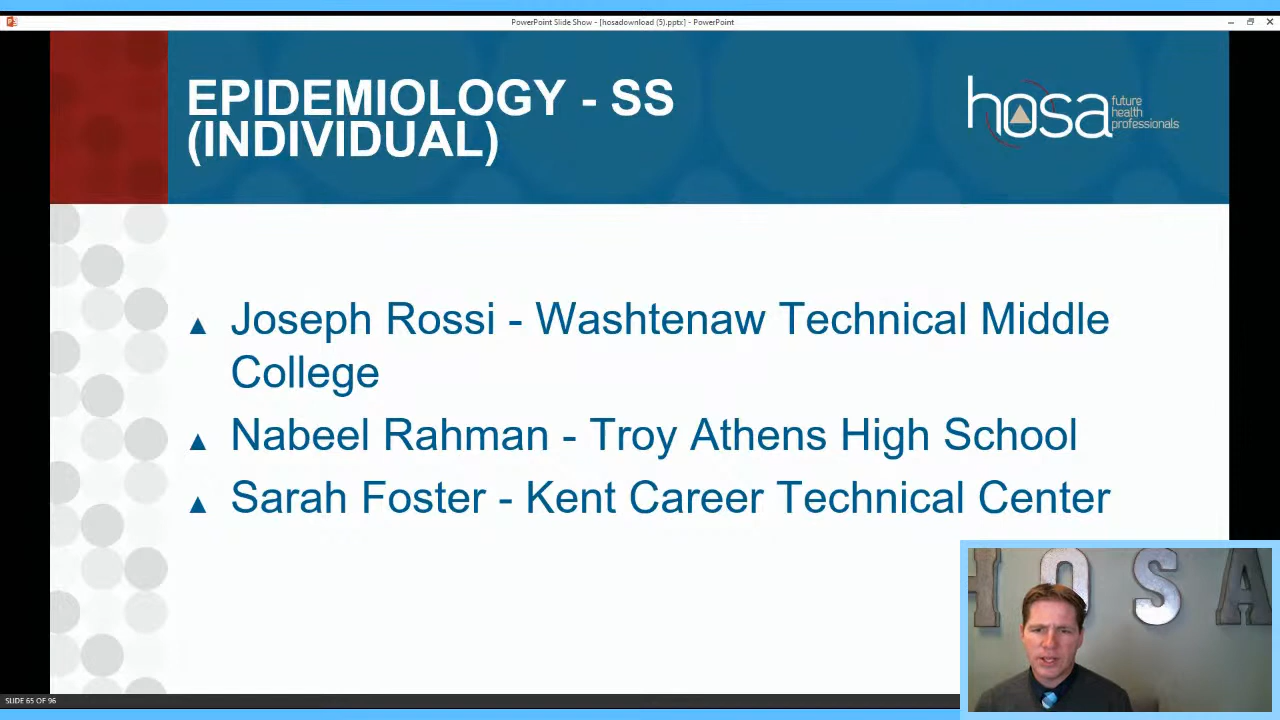 PowerPoint Slide Show - [hosadownload (5).pptx] - PowerPoint
EPIDEMIOLOGY - SS
(INDIVIDUAL)
hosa
future
health
professionals
▲ Joseph Rossi - Washtenaw Technical Middle
College
▲ Nabeel Rahman - Troy Athens High School
▲ Sarah Foster - Kent Career Technical Center
HOSA
SLIDE 65 OF 96